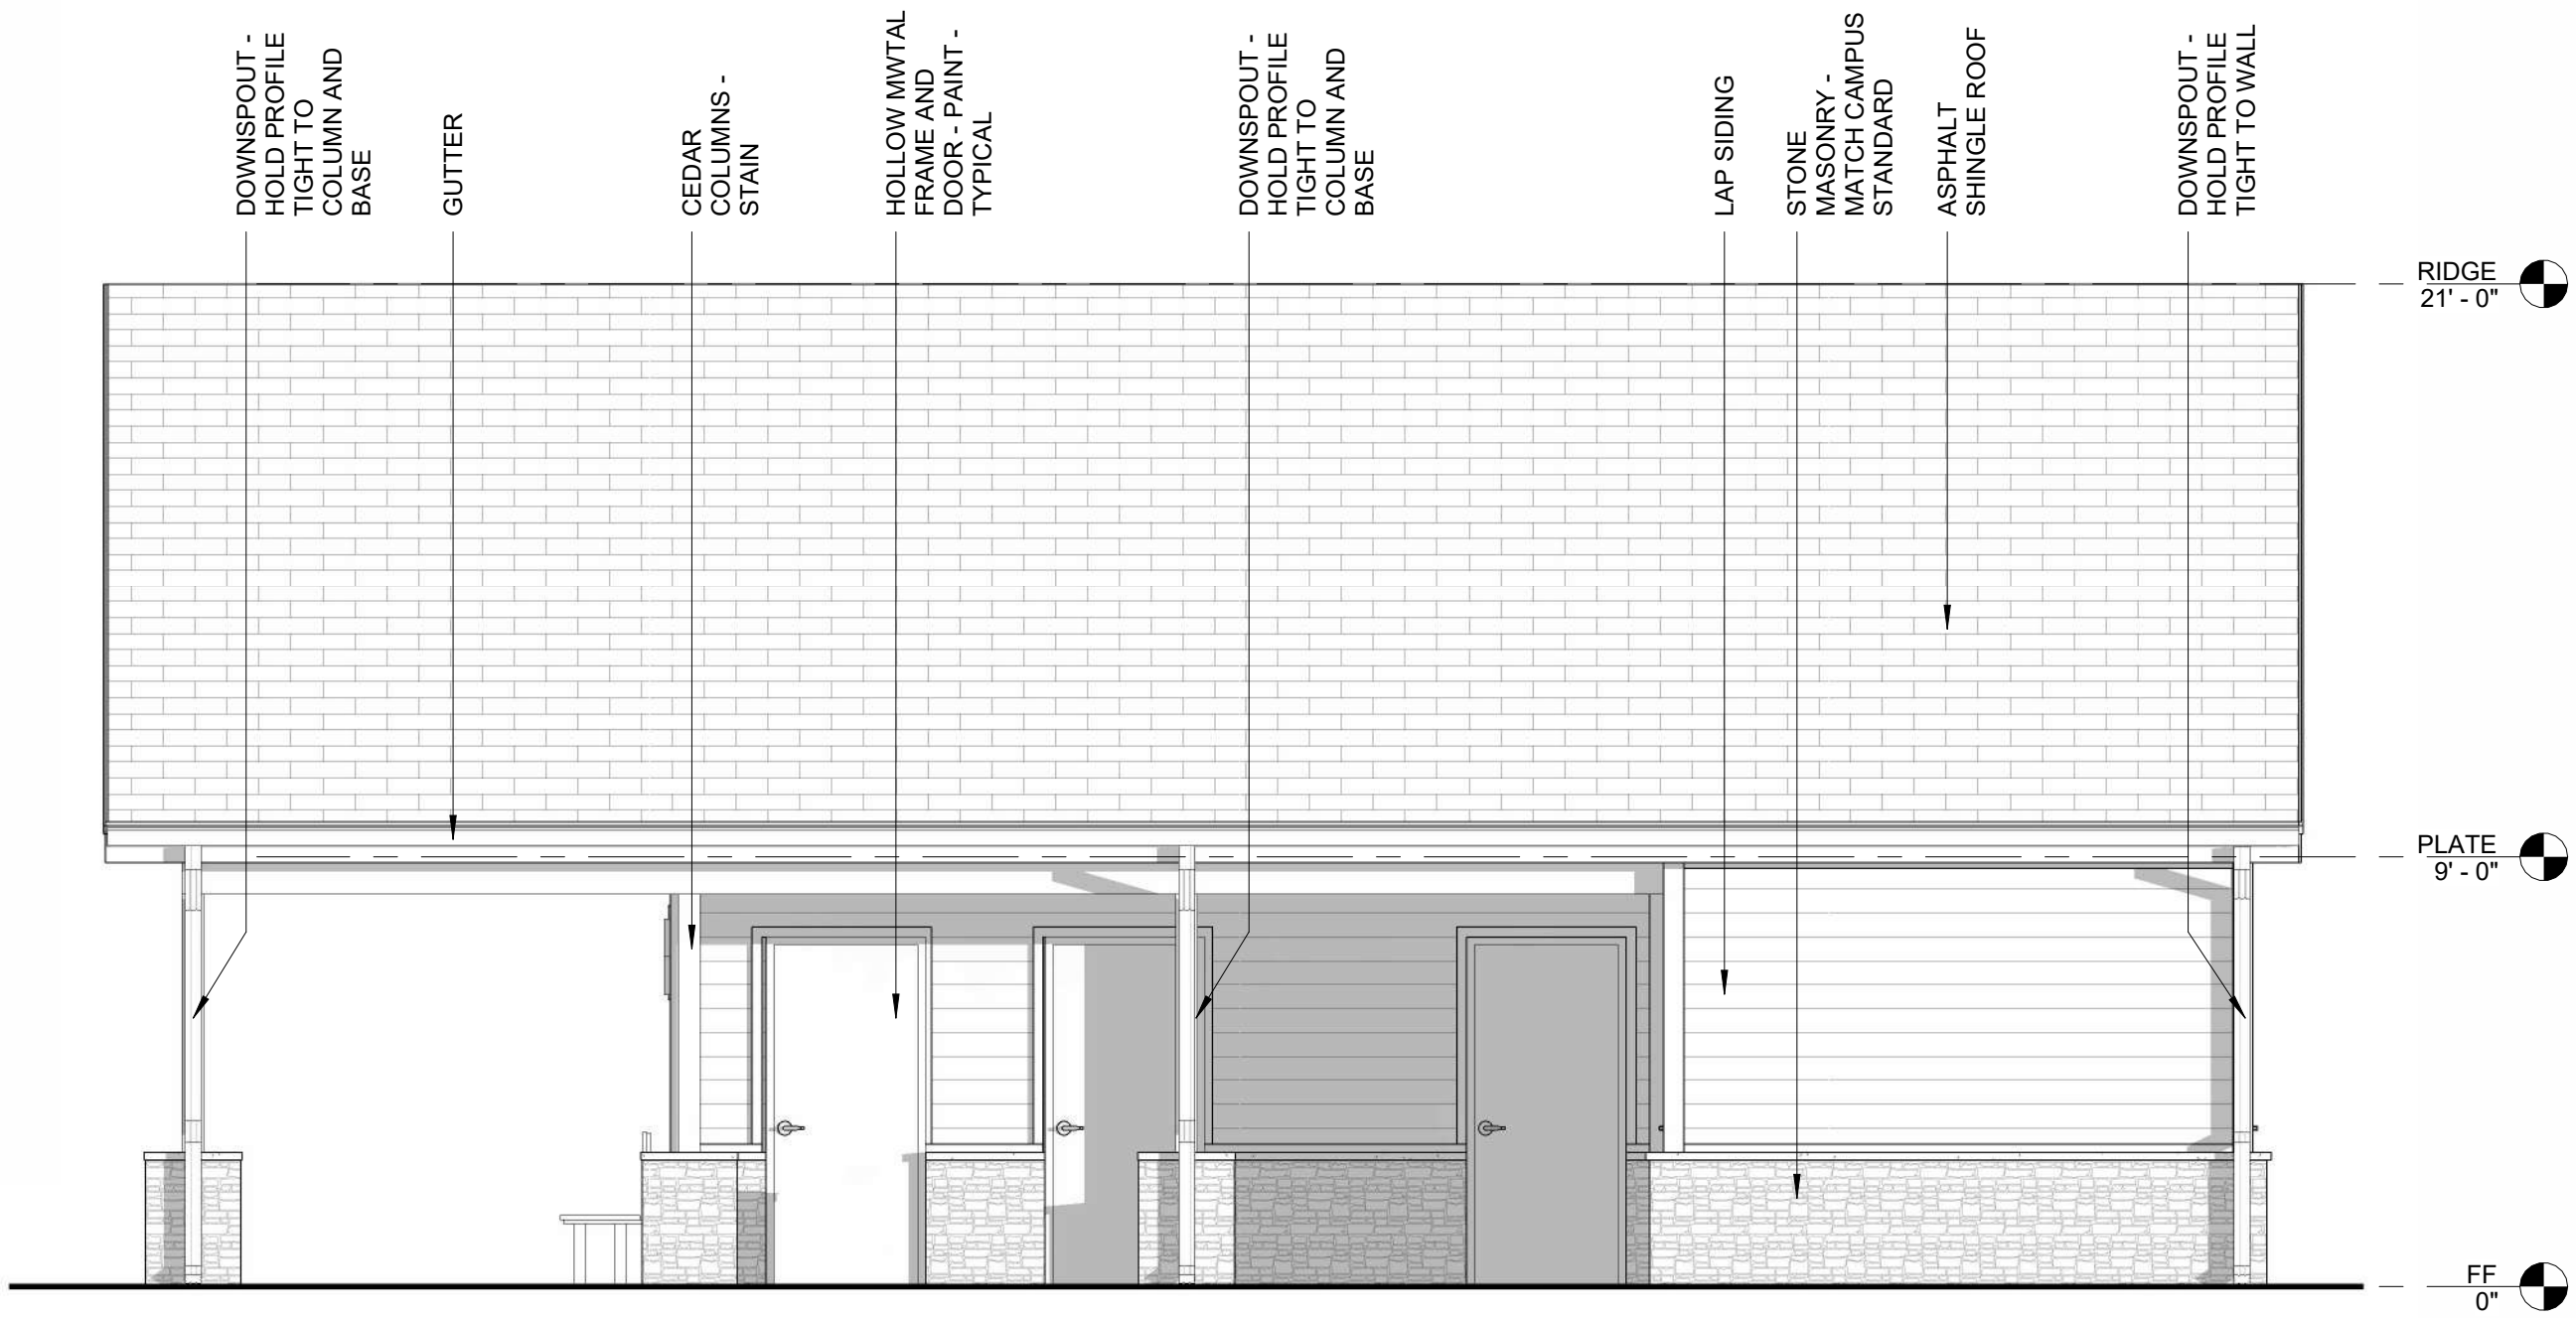 DOWNSPOUT -
HOLD PROFILE
TIGHT TO
COLUMN AND
BASE
GUTTER
CEDAR
COLUMNS -
STAIN
HOLLOW MWTAL
FRAME AND
DOOR - PAINT -
TYPICAL
DOWNSPOUT -
HOLD PROFILE
TIGHT TO
COLUMN AND
BASE
LAP SIDING
STONE
MASONRY -
MATCH CAMPUS
STANDARD
ASPHALT
SHINGLE ROOF
DOWNSPOUT -
HOLD PROFILE
TIGHT TO WALL
RIDGE
21' - 0"
PLATE
9' - 0"
FF
0"